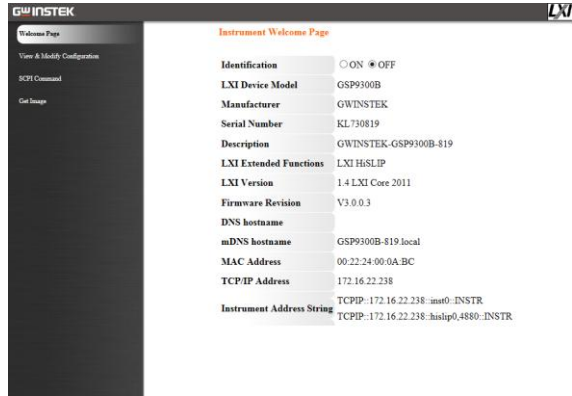 GWINSTEK
LXI
Welcome Page
View & Modify Configuration
SCPI Command
Get Image
Instrument Welcome Page
Identification ON OFF
LXI Device Model GSP9300B
Manufacturer GWINSTEK
Serial Number KL730819
Description GWINSTEK-GSP9300B-819
LXI Extended Functions LXI HiSLIP
LXI Version 1.4 LXI Core 2011
Firmware Revision V3.0.0.3
DNS hostname
mDNS hostname GSP9300B-819.local
MAC Address 00:22:24:00:0A:BC
TCP/IP Address 172.16.22.238
Instrument Address String TCPIP::172.16.22.238::inst0::INSTR
TCPIP::172.16.22.238::hislip0,4880::INSTR